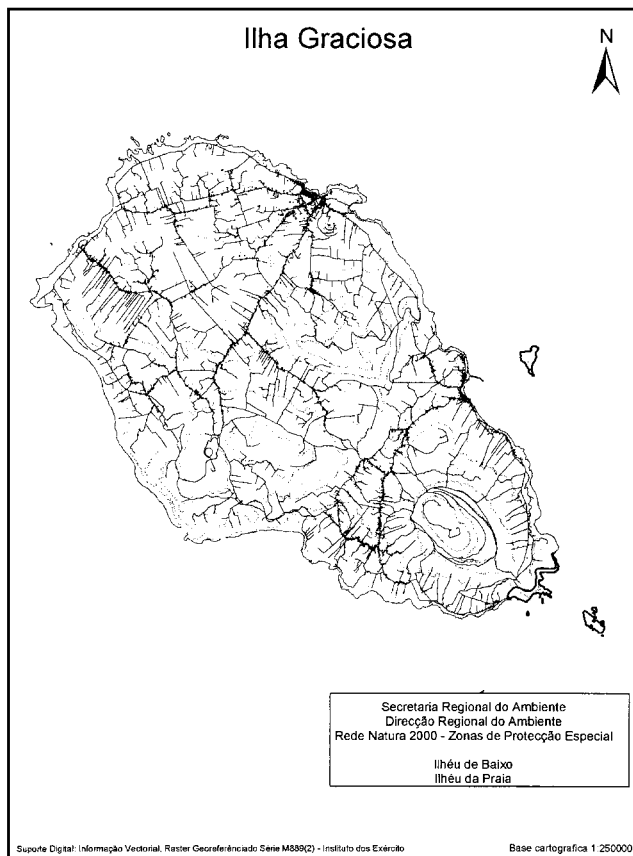 Ilha Graciosa
N
Secretaria Regional do Ambiente
Direcção Regional do Ambiente
Rede Natura 2000 - Zonas de Protecção Especial
Ilhéu de Baixo
Ilhéu da Praia
Suporte Digital: Informação Vectorial, Raster Georeferênciado Série M889(2) - Instituto dos Exército
Base cartografica 1:250000